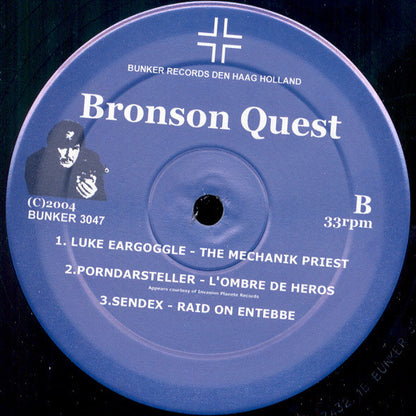 BUNKER RECORDS DEN HAAG HOLLAND
Bronson Quest
(C)2004
BUNKER 3047
B
33rpm
1. LUKE EARGOGGLE - THE MECHANIK PRIEST
2.PORNDARSTELLER - L'OMBRE DE HEROS
Appears courtesy of Invasion Planete Records
3.SENDEX - RAID ON ENTEBBE
BUNKER